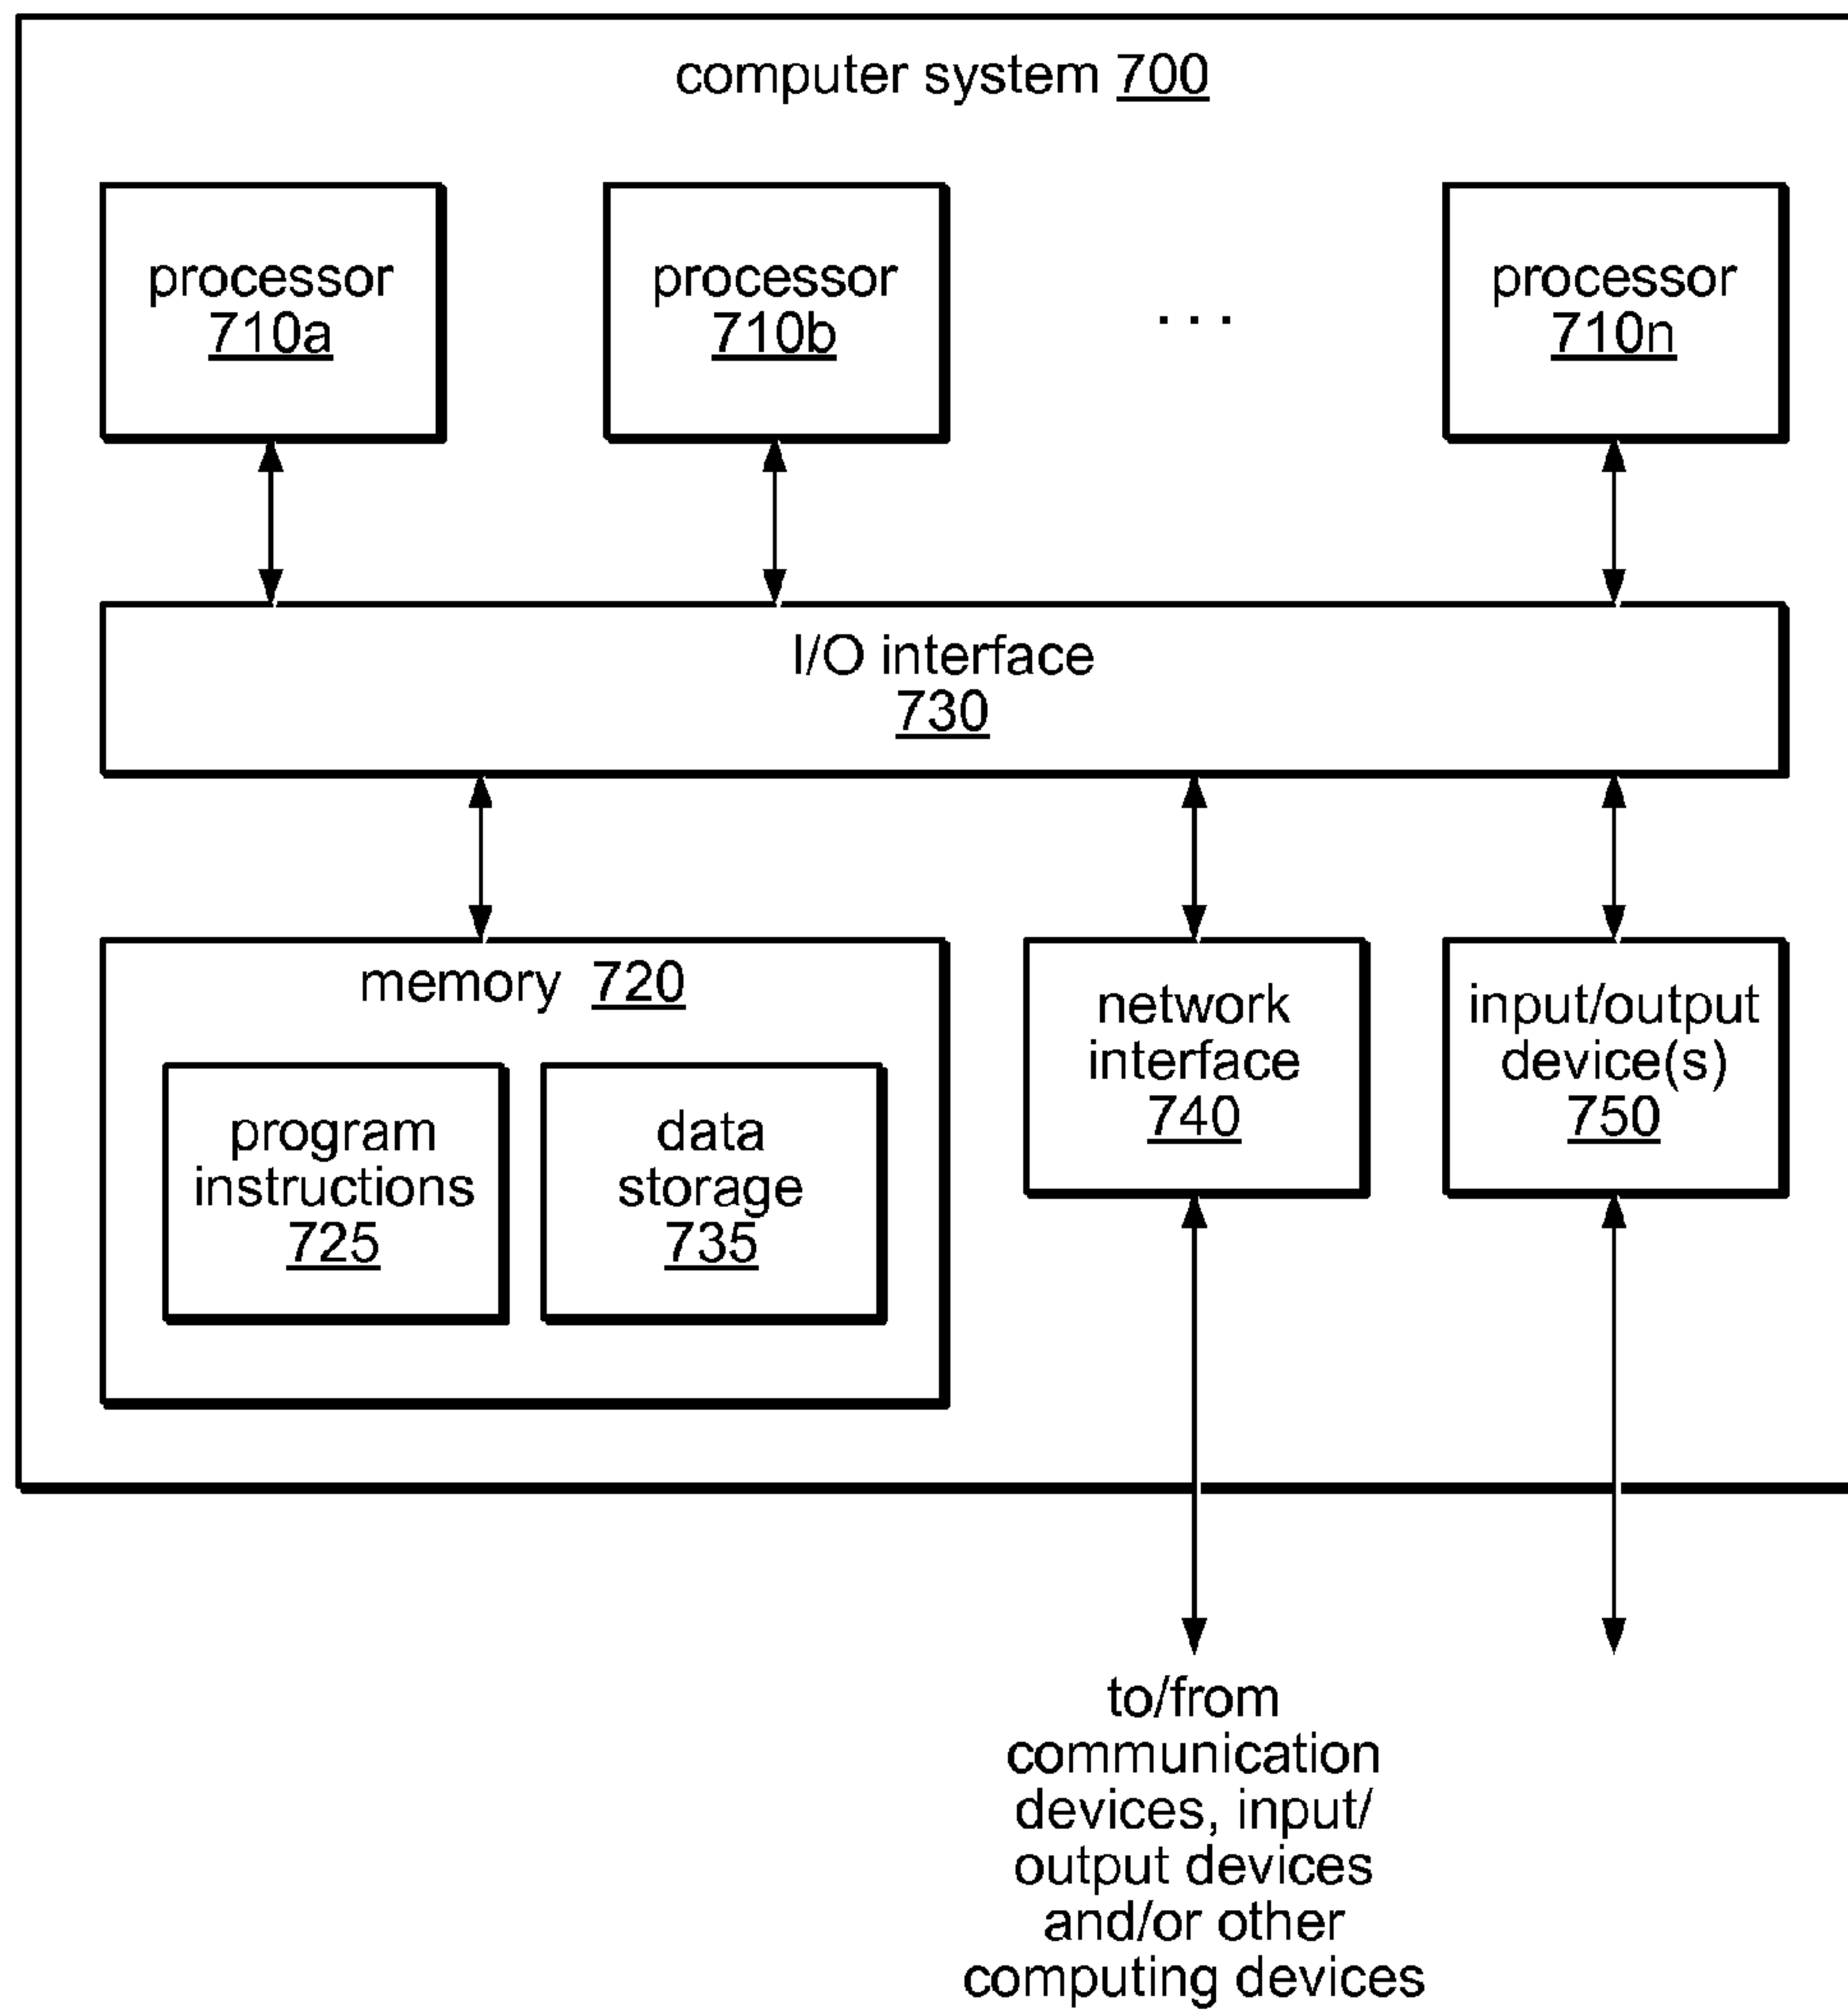 computer system 700
processor
710a
processor
710b
. . .
processor
710n
I/O interface
730
memory 720
program
instructions
725
data
storage
735
network
interface
740
input/output
device(s)
750
to/from
communication
devices, input/
output devices
and/or other
computing devices